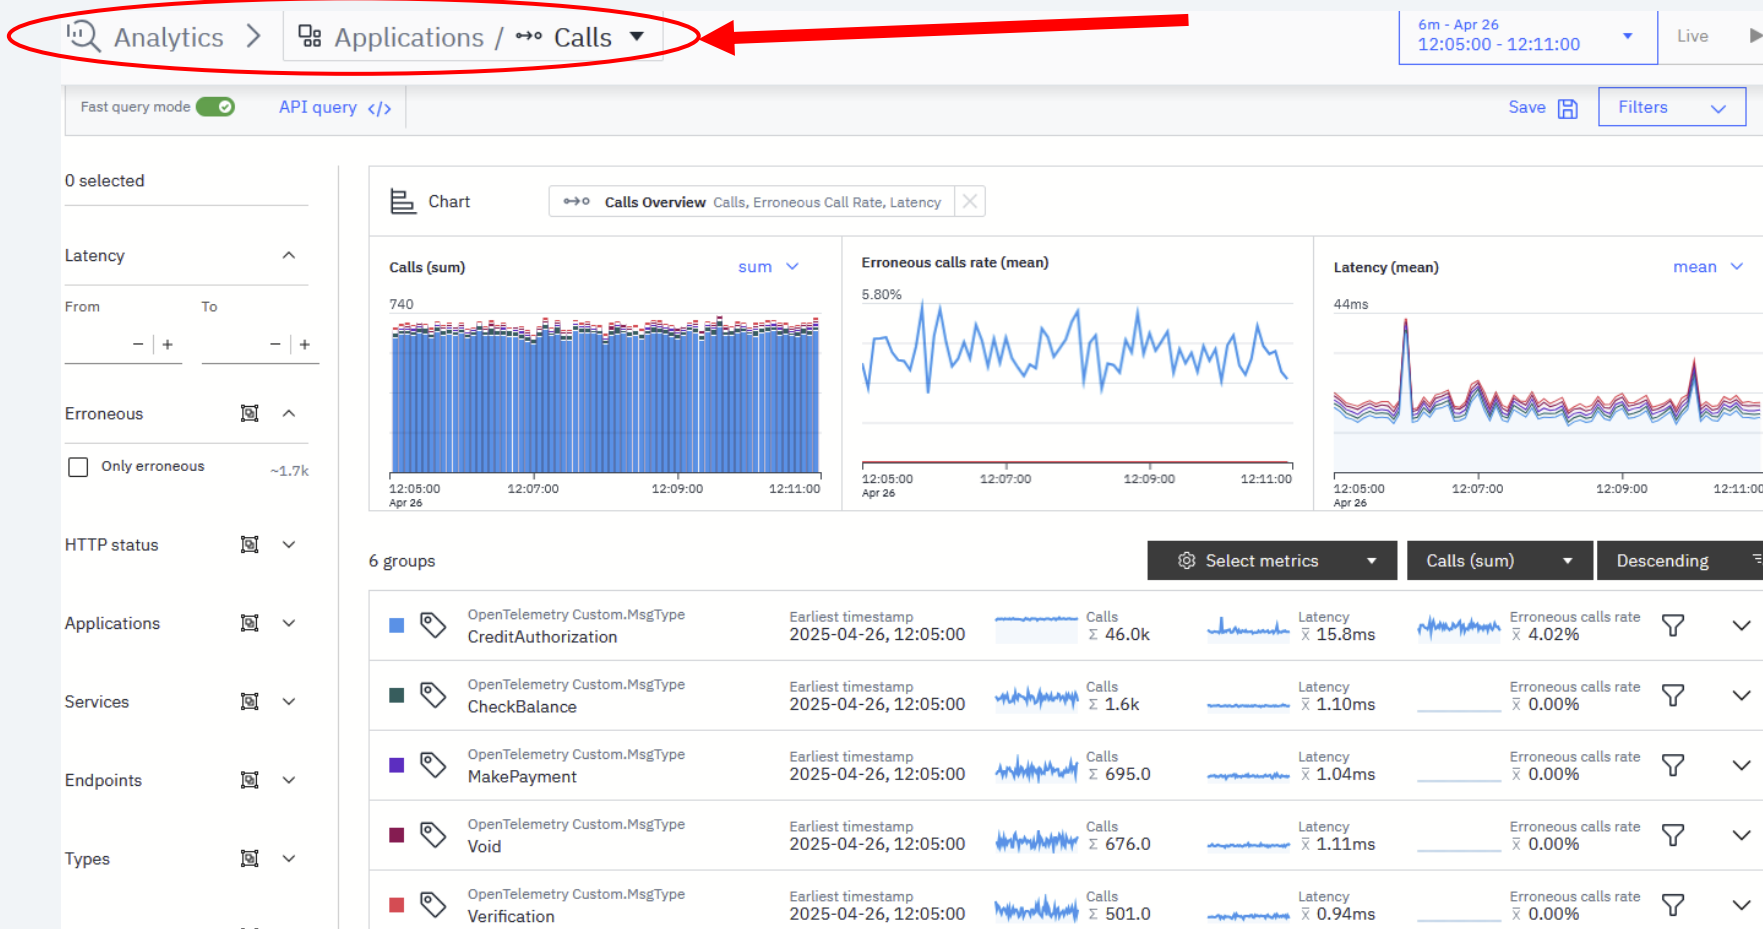 Analytics > Applications / Calls
6m - Apr 26
12:05:00 - 12:11:00
Live
Fast query mode
API query </>
Save
Filters
0 selected
Latency
From To
− + − +
Erroneous
Only erroneous ~1.7k
HTTP status
Applications
Services
Endpoints
Types
Chart
Calls Overview Calls, Erroneous Call Rate, Latency
Calls (sum) sum
740
12:05:00 12:07:00 12:09:00 12:11:00
Apr 26
Erroneous calls rate (mean)
5.80%
12:05:00 12:07:00 12:09:00 12:11:00
Apr 26
Latency (mean) mean
44ms
12:05:00 12:07:00 12:09:00 12:11:00
Apr 26
6 groups
Select metrics Calls (sum) Descending
OpenTelemetry Custom.MsgType Earliest timestamp Calls Latency Erroneous calls rate
CreditAuthorization 2025-04-26, 12:05:00 Σ 46.0k x̅ 15.8ms x̅ 4.02%
OpenTelemetry Custom.MsgType Earliest timestamp Calls Latency Erroneous calls rate
CheckBalance 2025-04-26, 12:05:00 Σ 1.6k x̅ 1.10ms x̅ 0.00%
OpenTelemetry Custom.MsgType Earliest timestamp Calls Latency Erroneous calls rate
MakePayment 2025-04-26, 12:05:00 Σ 695.0 x̅ 1.04ms x̅ 0.00%
OpenTelemetry Custom.MsgType Earliest timestamp Calls Latency Erroneous calls rate
Void 2025-04-26, 12:05:00 Σ 676.0 x̅ 1.11ms x̅ 0.00%
OpenTelemetry Custom.MsgType Earliest timestamp Calls Latency Erroneous calls rate
Verification 2025-04-26, 12:05:00 Σ 501.0 x̅ 0.94ms x̅ 0.00%